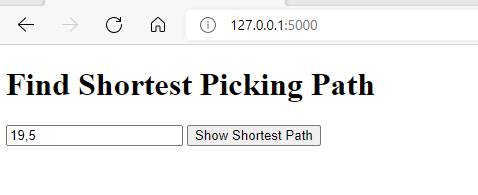 127.0.0.1:5000
Find Shortest Picking Path
19,5
Show Shortest Path